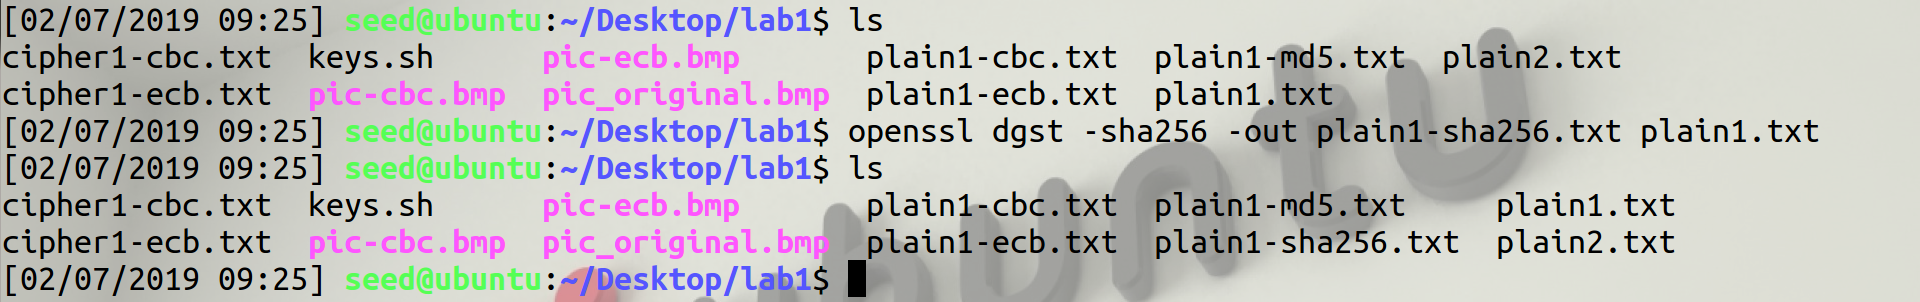 [02/07/2019 09:25] seed@ubuntu:~/Desktop/lab1$ ls
cipher1-cbc.txt  keys.sh      pic-ecb.bmp       plain1-cbc.txt  plain1-md5.txt  plain2.txt
cipher1-ecb.txt  pic-cbc.bmp  pic_original.bmp  plain1-ecb.txt  plain1.txt
[02/07/2019 09:25] seed@ubuntu:~/Desktop/lab1$ openssl dgst -sha256 -out plain1-sha256.txt plain1.txt
[02/07/2019 09:25] seed@ubuntu:~/Desktop/lab1$ ls
cipher1-cbc.txt  keys.sh      pic-ecb.bmp       plain1-cbc.txt  plain1-md5.txt     plain1.txt
cipher1-ecb.txt  pic-cbc.bmp  pic_original.bmp  plain1-ecb.txt  plain1-sha256.txt  plain2.txt
[02/07/2019 09:25] seed@ubuntu:~/Desktop/lab1$
ubuntu